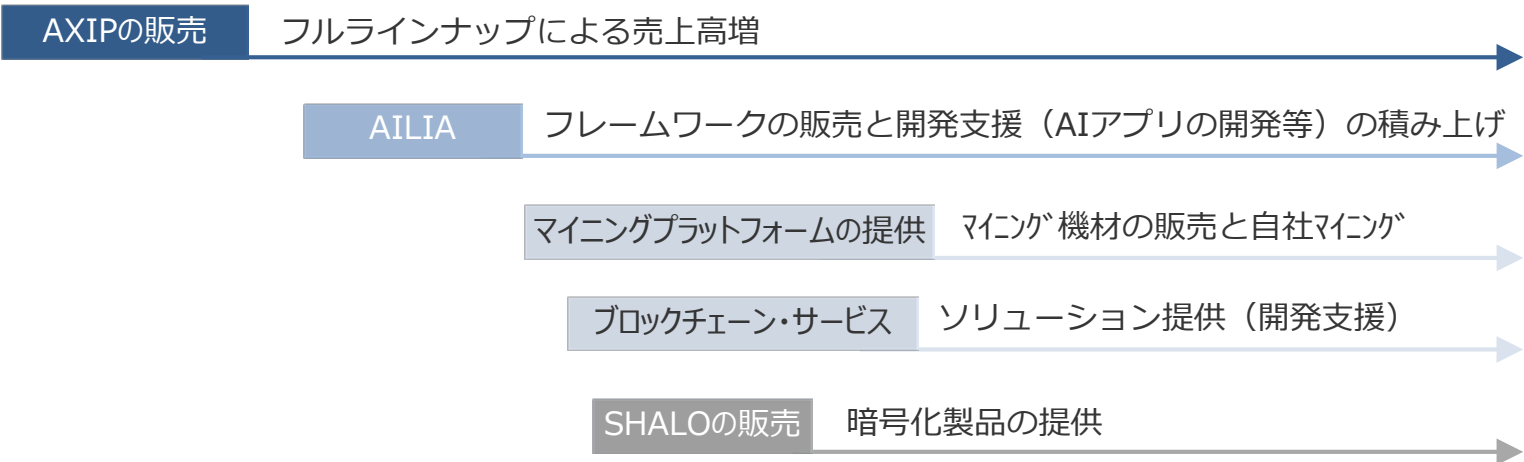 AXIPの販売 フルラインナップによる売上高増
AILIA フレームワークの販売と開発支援（AIアプリの開発等）の積み上げ
マイニングプラットフォームの提供 ﾏｲﾆﾝｸﾞ機材の販売と自社ﾏｲﾆﾝｸﾞ
ブロックチェーン・サービス ソリューション提供（開発支援）
SHALOの販売 暗号化製品の提供